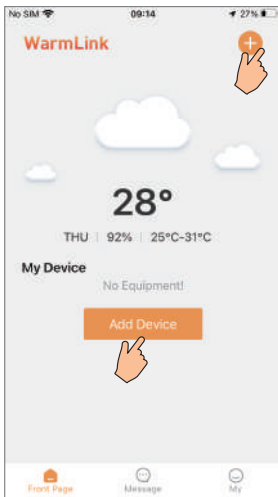 No SIM 09:14 27%
WarmLink
28°
THU | 92% | 25°C-31°C
My Device
No Equipment!
Add Device
Front Page Message My